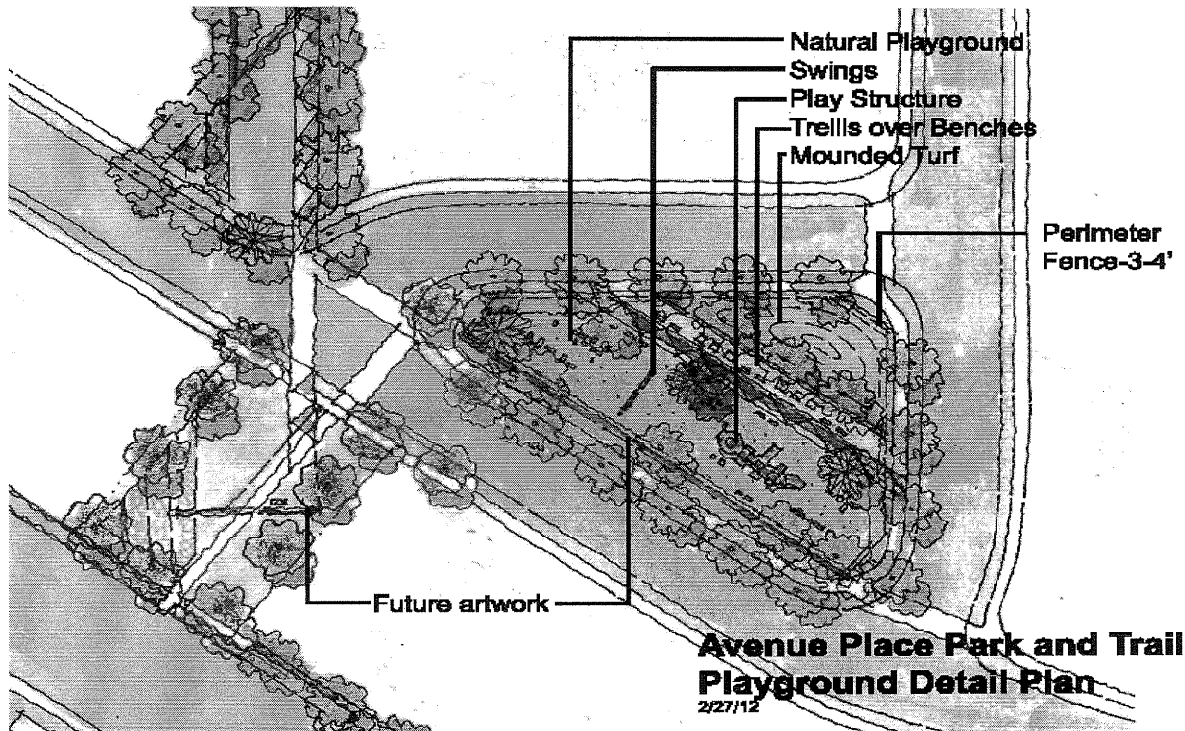 Natural Playground
Swings
Play Structure
Trellis over Benches
Mounded Turf
Perimeter
Fence-3-4'
Future artwork
Avenue Place Park and Trail
Playground Detail Plan
2/27/12